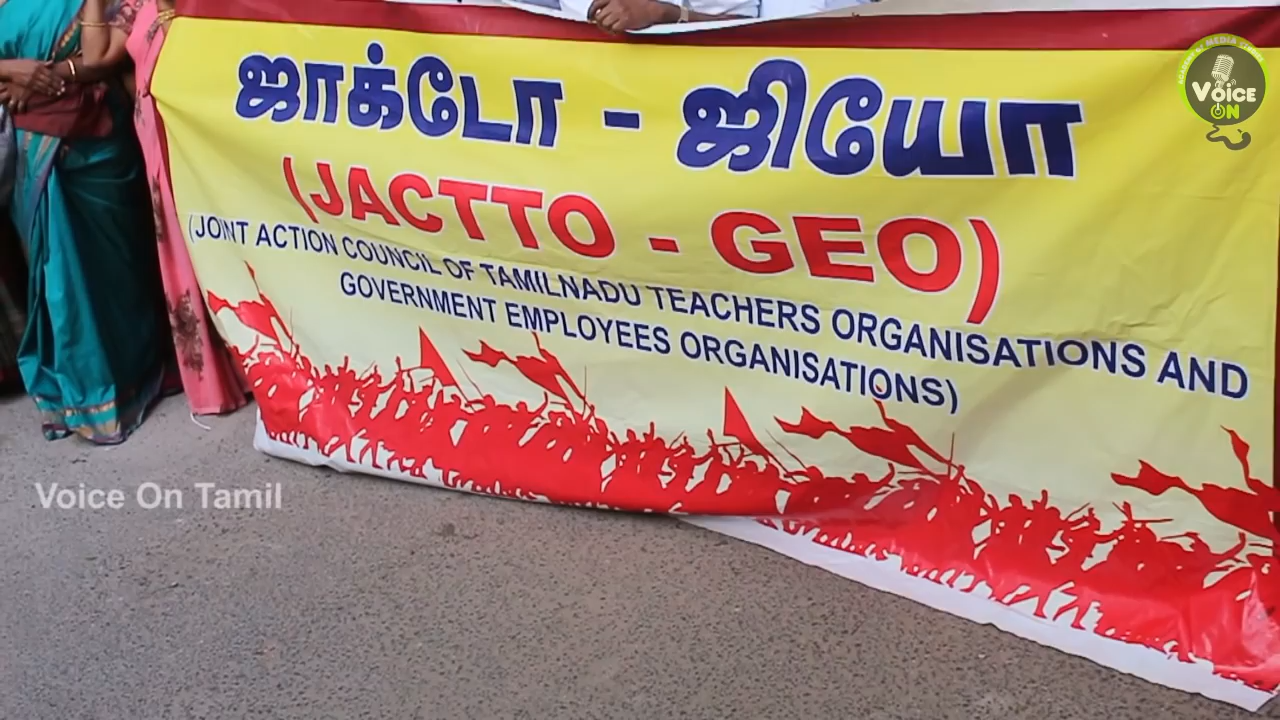 ஜாக்டோ - ஜியோ
(JACTTO - GEO)
(JOINT ACTION COUNCIL OF TAMILNADU TEACHERS ORGANISATIONS AND
GOVERNMENT EMPLOYEES ORGANISATIONS)
VOICE
ON
Voice On Tamil